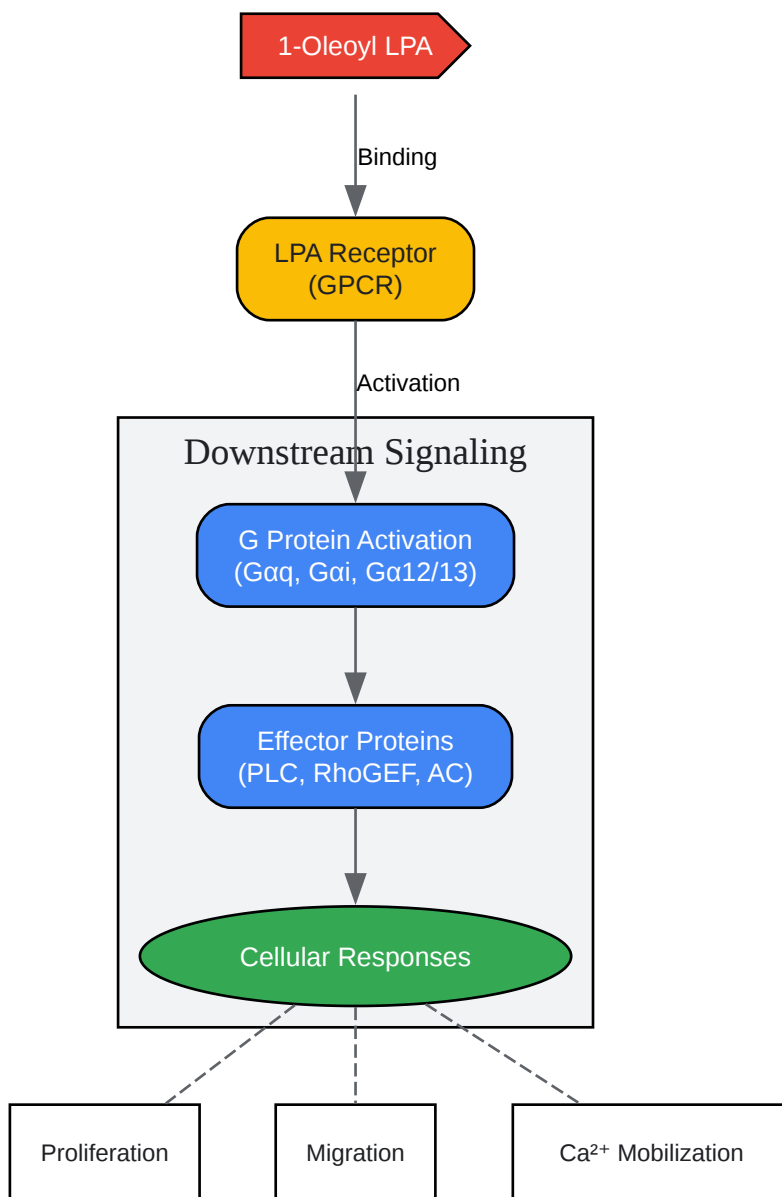 1-Oleoyl LPA
Binding
LPA Receptor
(GPCR)
Activation
Downstream Signaling
G Protein Activation
(Gαq, Gαi, Gα12/13)
Effector Proteins
(PLC, RhoGEF, AC)
Cellular Responses
Proliferation
Migration
Ca²⁺ Mobilization